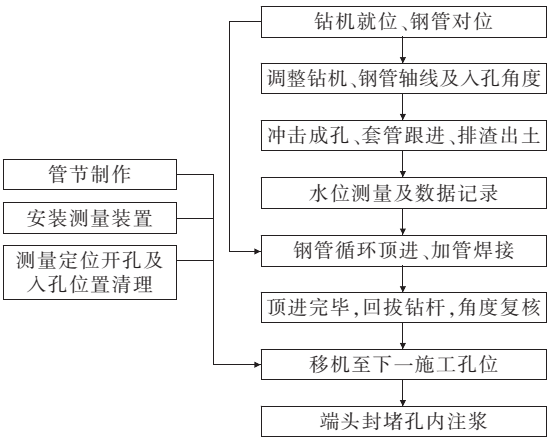 钻机就位、钢管对位
调整钻机、钢管轴线及入孔角度
冲击成孔、套管跟进、排渣出土
水位测量及数据记录
钢管循环顶进、加管焊接
顶进完毕，回拔钻杆，角度复核
移机至下一施工孔位
端头封堵孔内注浆
管节制作
安装测量装置
测量定位开孔及
入孔位置清理